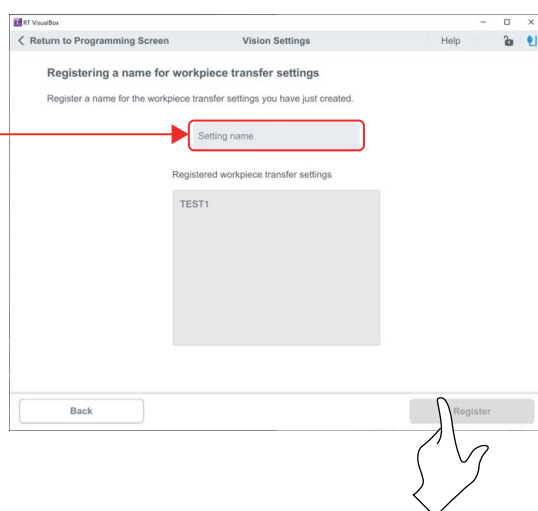 RT VisualBox
Return to Programming Screen Vision Settings Help
Registering a name for workpiece transfer settings
Register a name for the workpiece transfer settings you have just created.
Setting name
Registered workpiece transfer settings
TEST1
Back Register